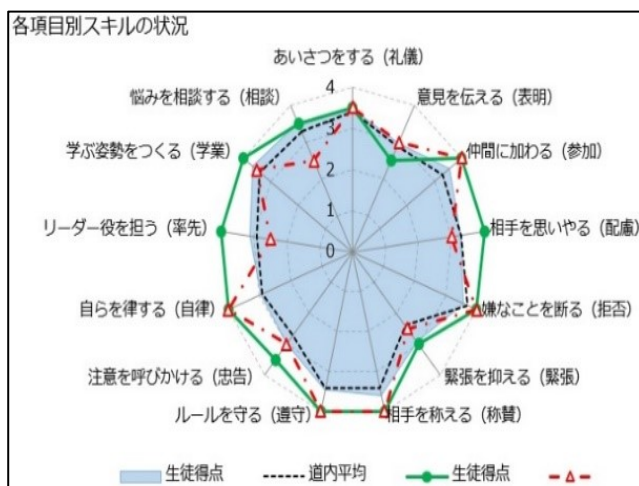 各項目別スキルの状況
あいさつをする（礼儀）
意見を伝える（表明）
仲間に加わる（参加）
相手を思いやる（配慮）
嫌なことを断る（拒否）
緊張を抑える（緊張）
相手を称える（称賛）
ルールを守る（遵守）
注意を呼びかける（忠告）
自らを律する（自律）
リーダー役を担う（率先）
学ぶ姿勢をつくる（学業）
悩みを相談する（相談）
4
3
2
1
0
生徒得点 道内平均 生徒得点